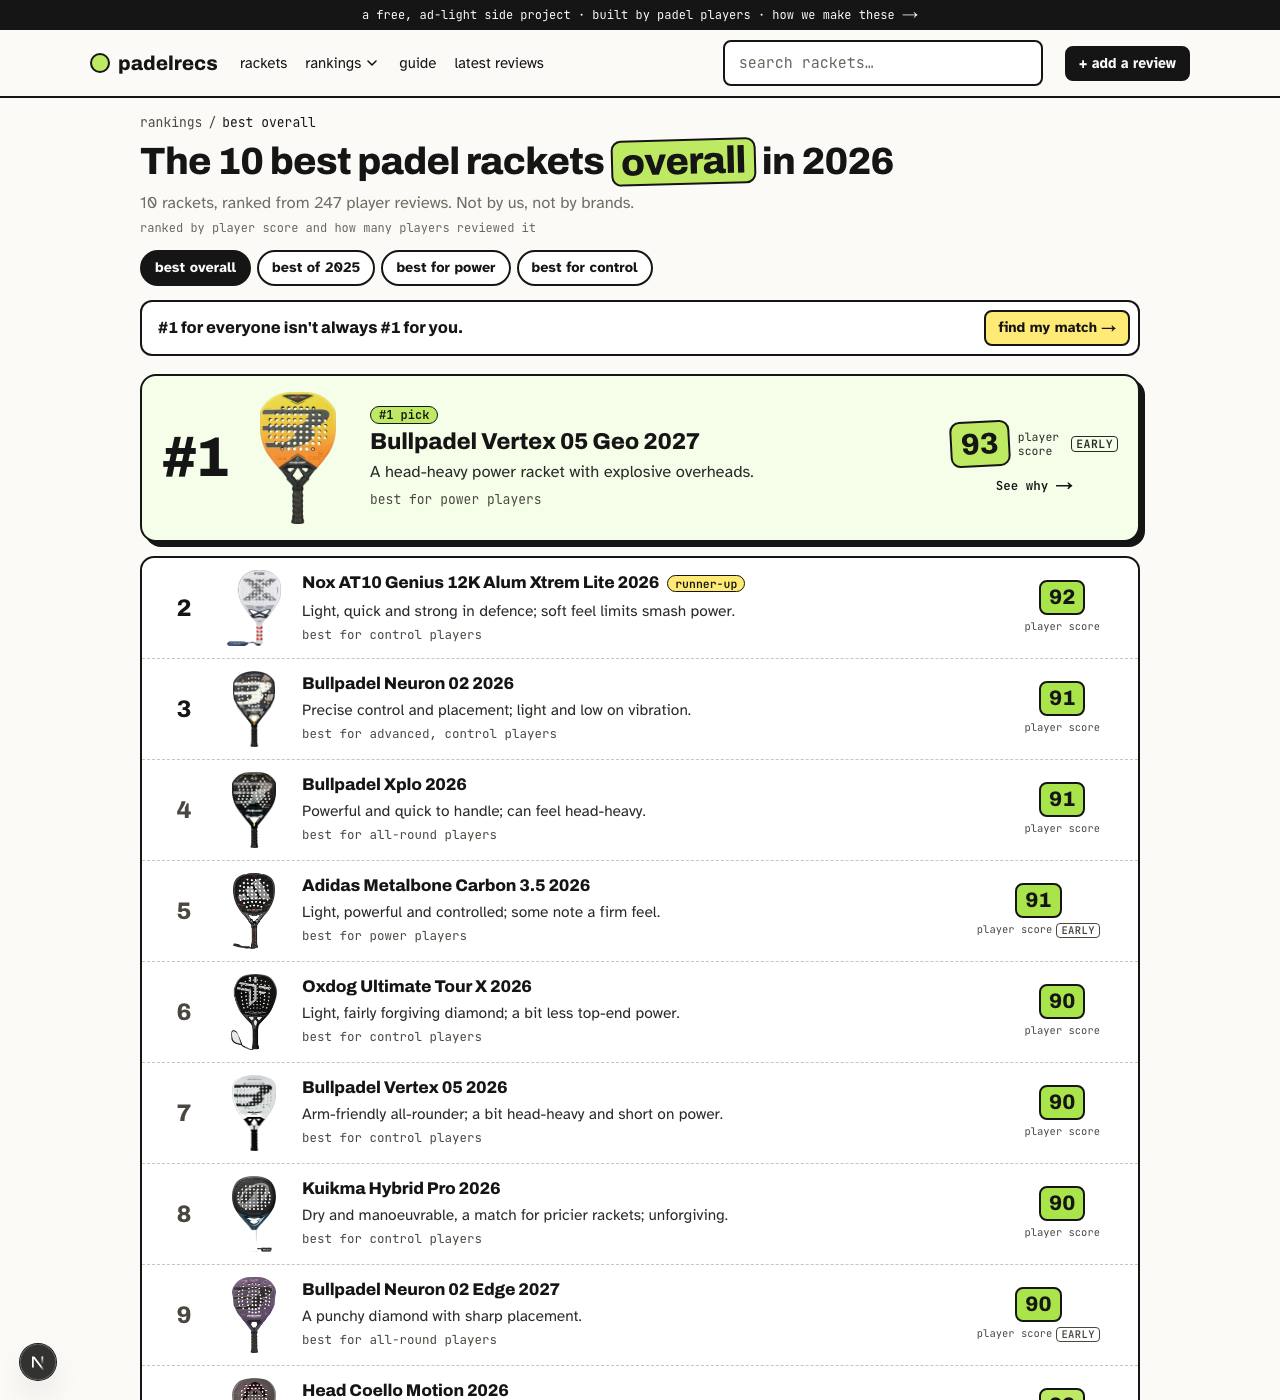 a free, ad-light side project · built by padel players · how we make these →
padelrecs
rackets
rankings
guide
latest reviews
search rackets…
+ add a review
rankings / best overall
The 10 best padel rackets overall in 2026
10 rackets, ranked from 247 player reviews. Not by us, not by brands.
ranked by player score and how many players reviewed it
best overall
best of 2025
best for power
best for control
#1 for everyone isn't always #1 for you.
find my match →
#1
#1 pick
Bullpadel Vertex 05 Geo 2027
A head-heavy power racket with explosive overheads.
best for power players
93
player score
EARLY
See why →
2
Nox AT10 Genius 12K Alum Xtrem Lite 2026 runner-up
Light, quick and strong in defence; soft feel limits smash power.
best for control players
92
player score
3
Bullpadel Neuron 02 2026
Precise control and placement; light and low on vibration.
best for advanced, control players
91
player score
4
Bullpadel Xplo 2026
Powerful and quick to handle; can feel head-heavy.
best for all-round players
91
player score
5
Adidas Metalbone Carbon 3.5 2026
Light, powerful and controlled; some note a firm feel.
best for power players
91
player score EARLY
6
Oxdog Ultimate Tour X 2026
Light, fairly forgiving diamond; a bit less top-end power.
best for control players
90
player score
7
Bullpadel Vertex 05 2026
Arm-friendly all-rounder; a bit head-heavy and short on power.
best for control players
90
player score
8
Kuikma Hybrid Pro 2026
Dry and manoeuvrable, a match for pricier rackets; unforgiving.
best for control players
90
player score
9
Bullpadel Neuron 02 Edge 2027
A punchy diamond with sharp placement.
best for all-round players
90
player score EARLY
N
Head Coello Motion 2026